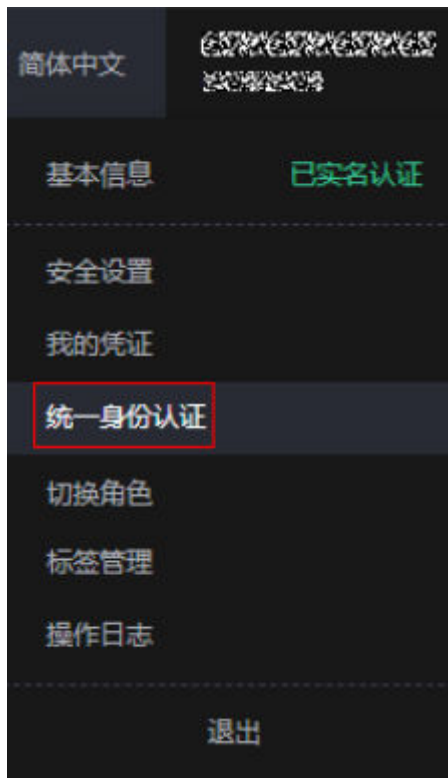 简体中文
基本信息 已实名认证
安全设置
我的凭证
统一身份认证
切换角色
标签管理
操作日志
退出